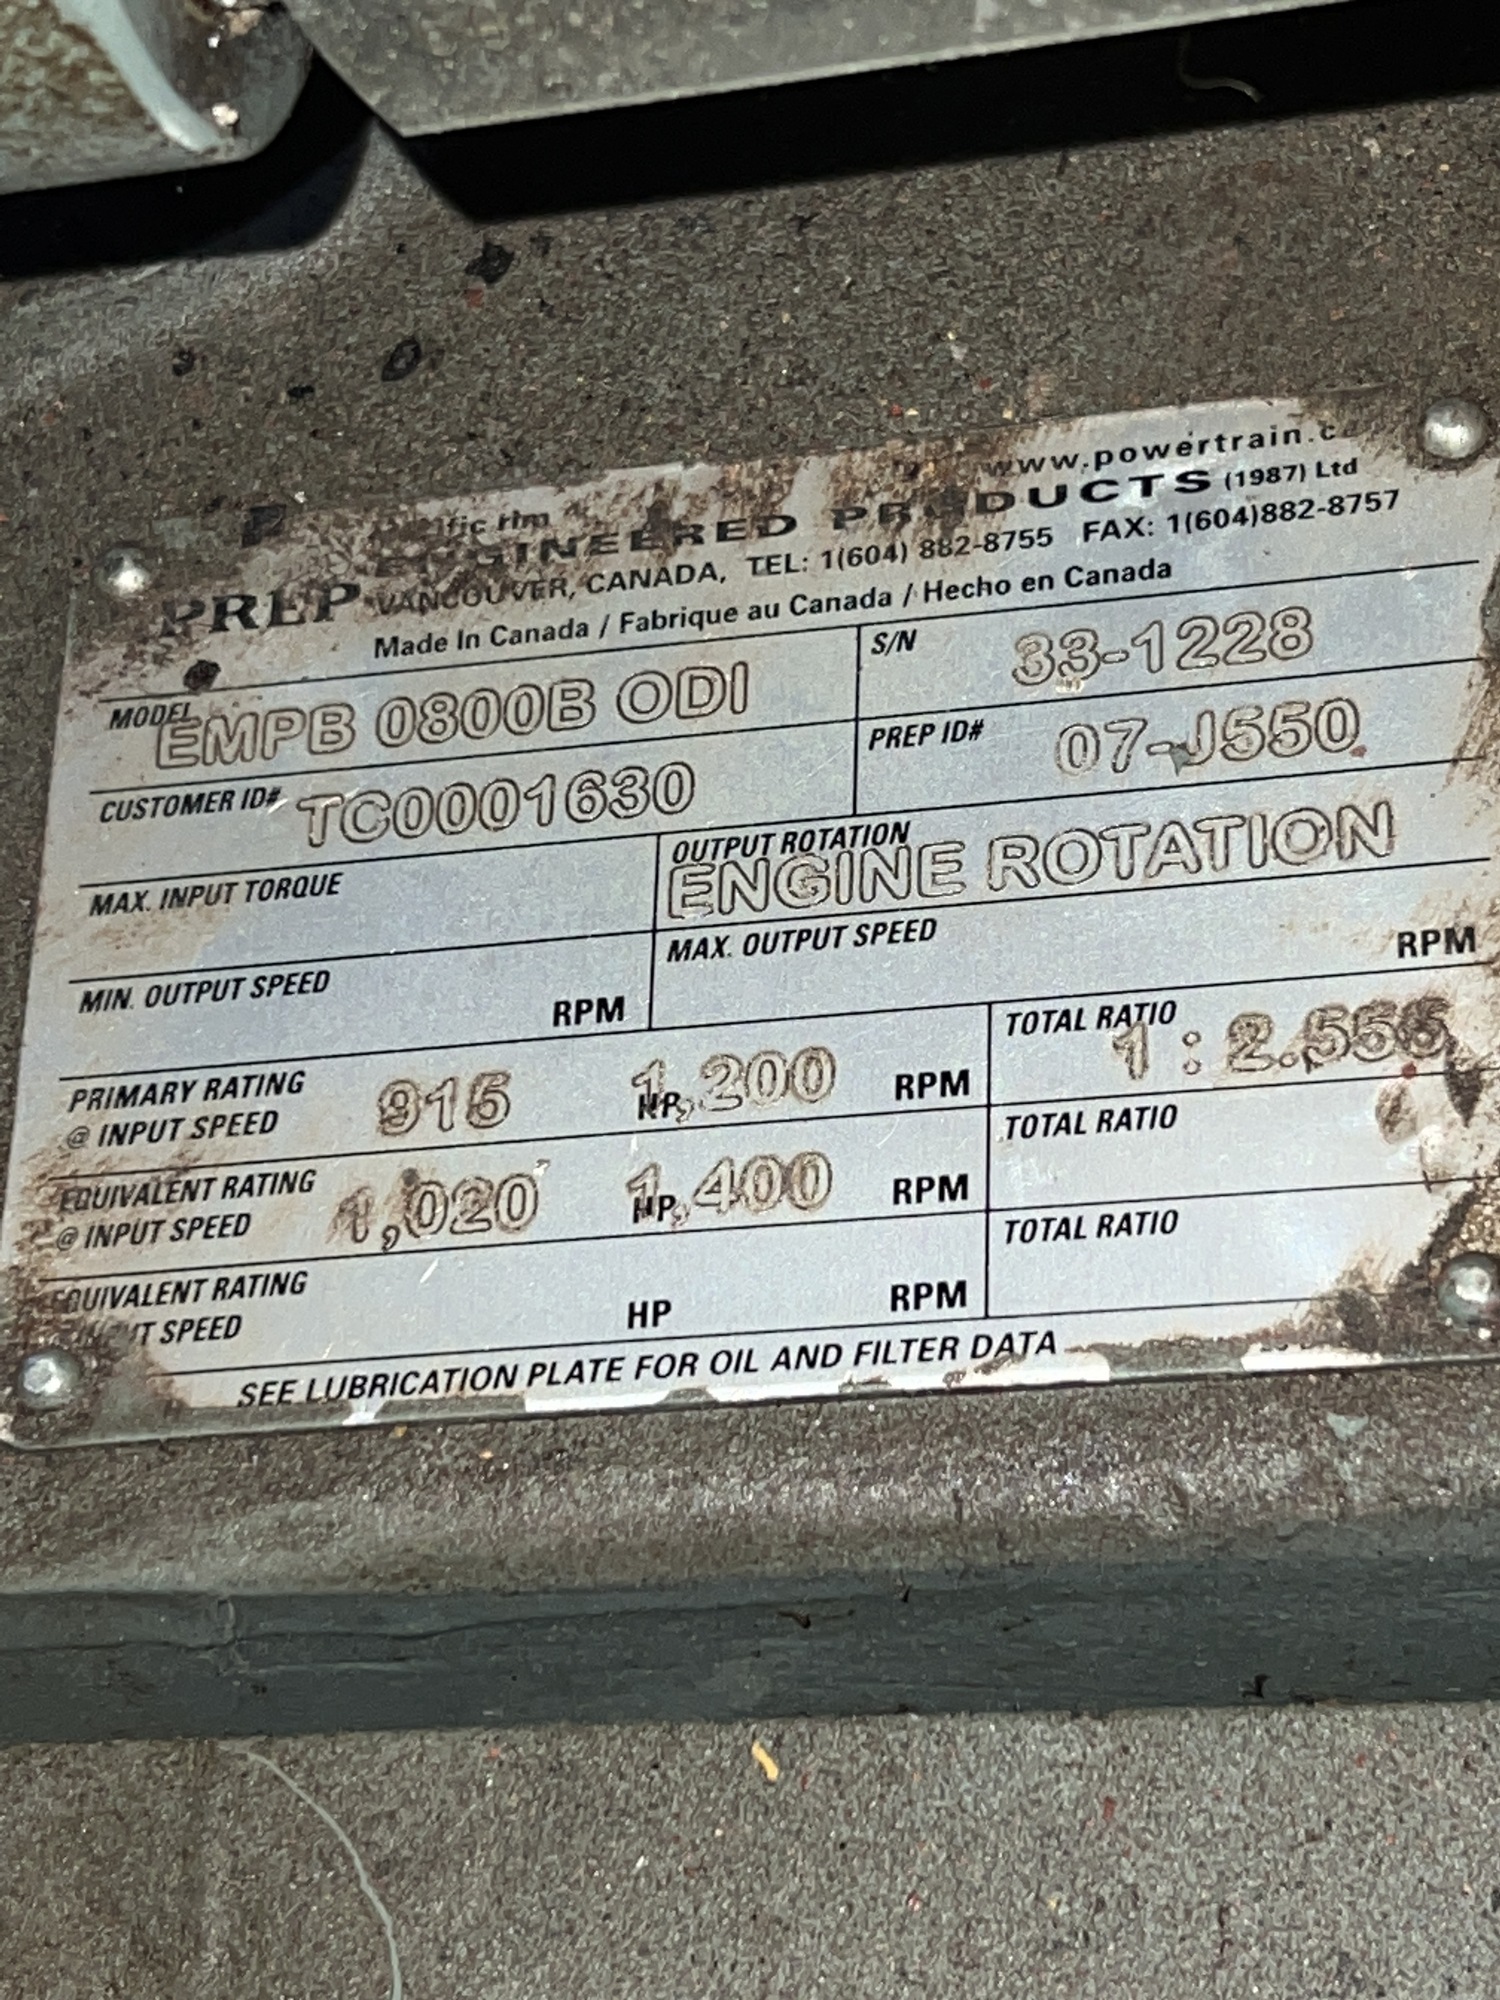 www.powertrain.c
ENGINEERED PRODUCTS (1987) Ltd
PREP VANCOUVER, CANADA, TEL: 1(604) 882-8755 FAX: 1(604)882-8757
Made In Canada / Fabrique au Canada / Hecho en Canada
MODEL EMPB 0800B ODI S/N 33-1228
CUSTOMER ID# TC0001630 PREP ID# 07-J550
MAX. INPUT TORQUE OUTPUT ROTATION ENGINE ROTATION
MIN. OUTPUT SPEED RPM MAX. OUTPUT SPEED RPM
PRIMARY RATING
@ INPUT SPEED 915 HP 1,200 RPM TOTAL RATIO 1 : 2.556
EQUIVALENT RATING
@ INPUT SPEED 1,020 HP 1,400 RPM TOTAL RATIO
EQUIVALENT RATING
SPEED HP RPM TOTAL RATIO
SEE LUBRICATION PLATE FOR OIL AND FILTER DATA